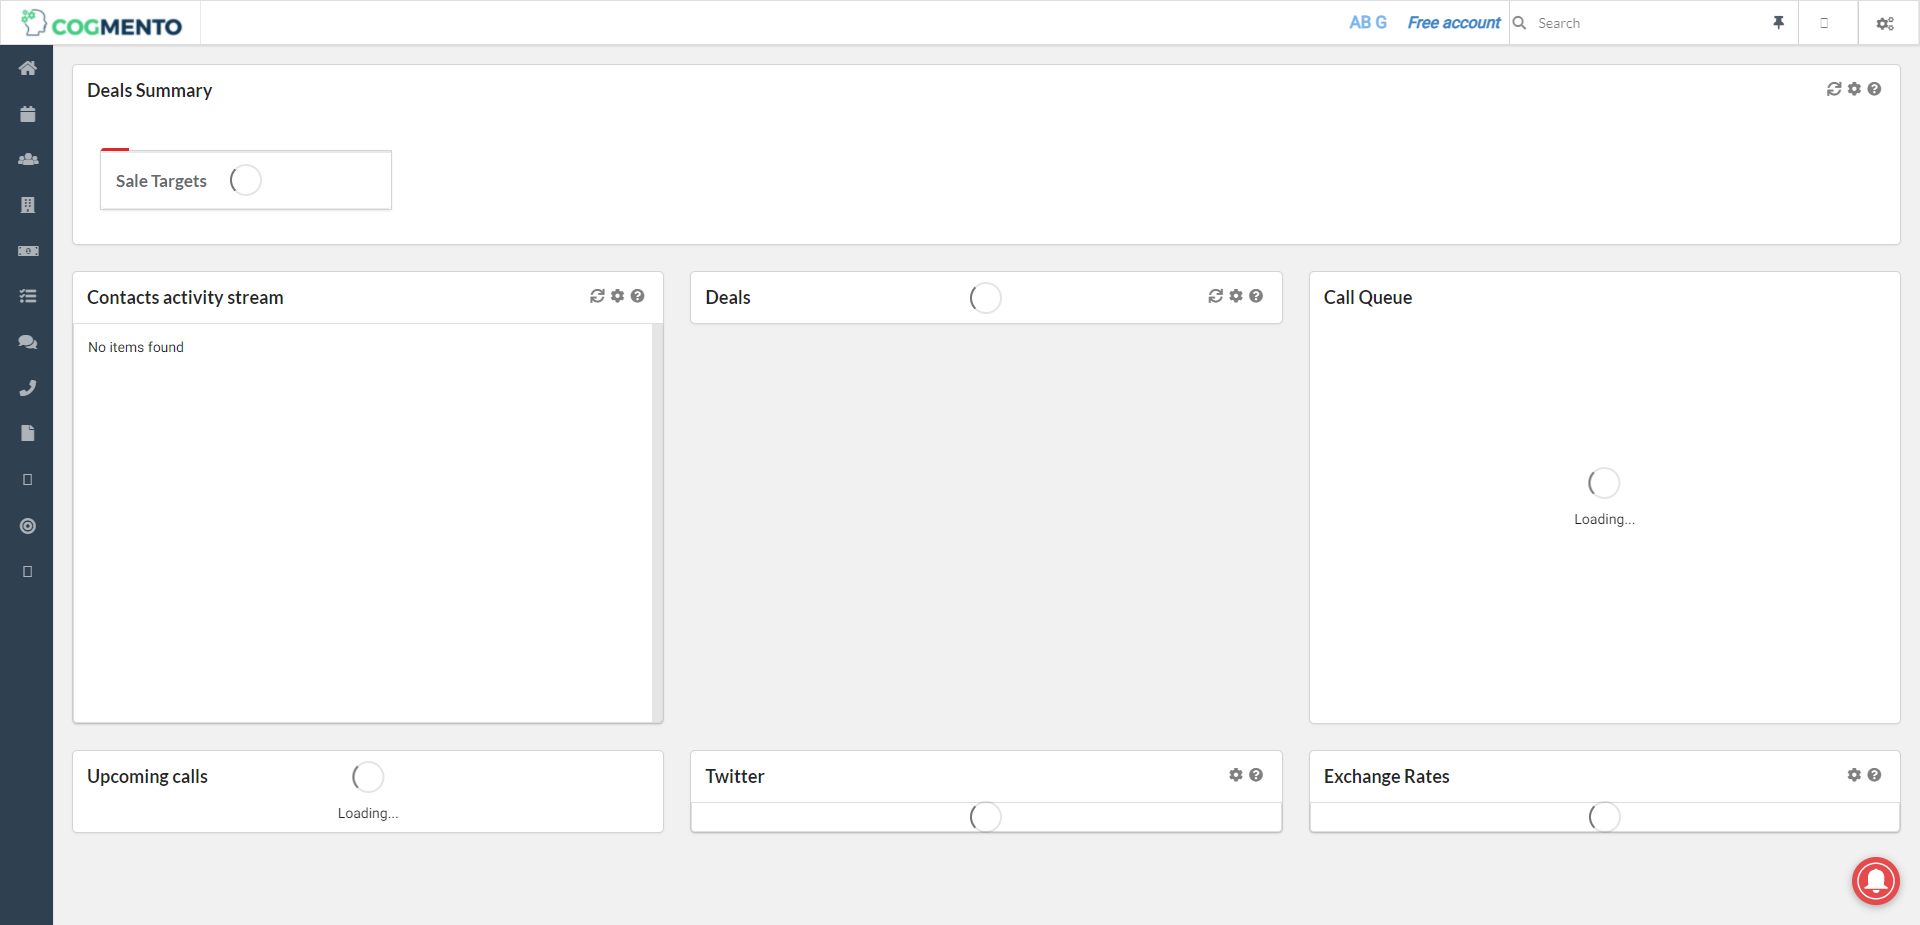 COGMENTO
AB G
Free account
Search
Deals Summary
Sale Targets
Contacts activity stream
No items found
Deals
Call Queue
Loading...
Upcoming calls
Loading...
Twitter
Exchange Rates